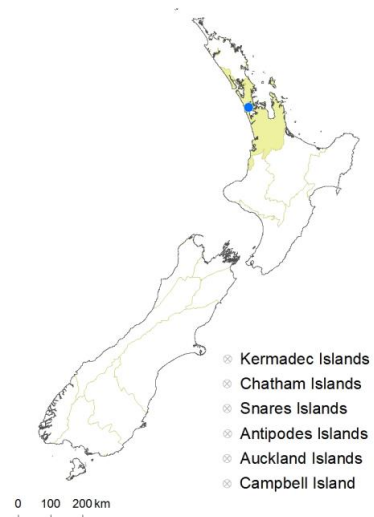 Kermadec Islands
Chatham Islands
Snares Islands
Antipodes Islands
Auckland Islands
Campbell Island
0 100 200 km